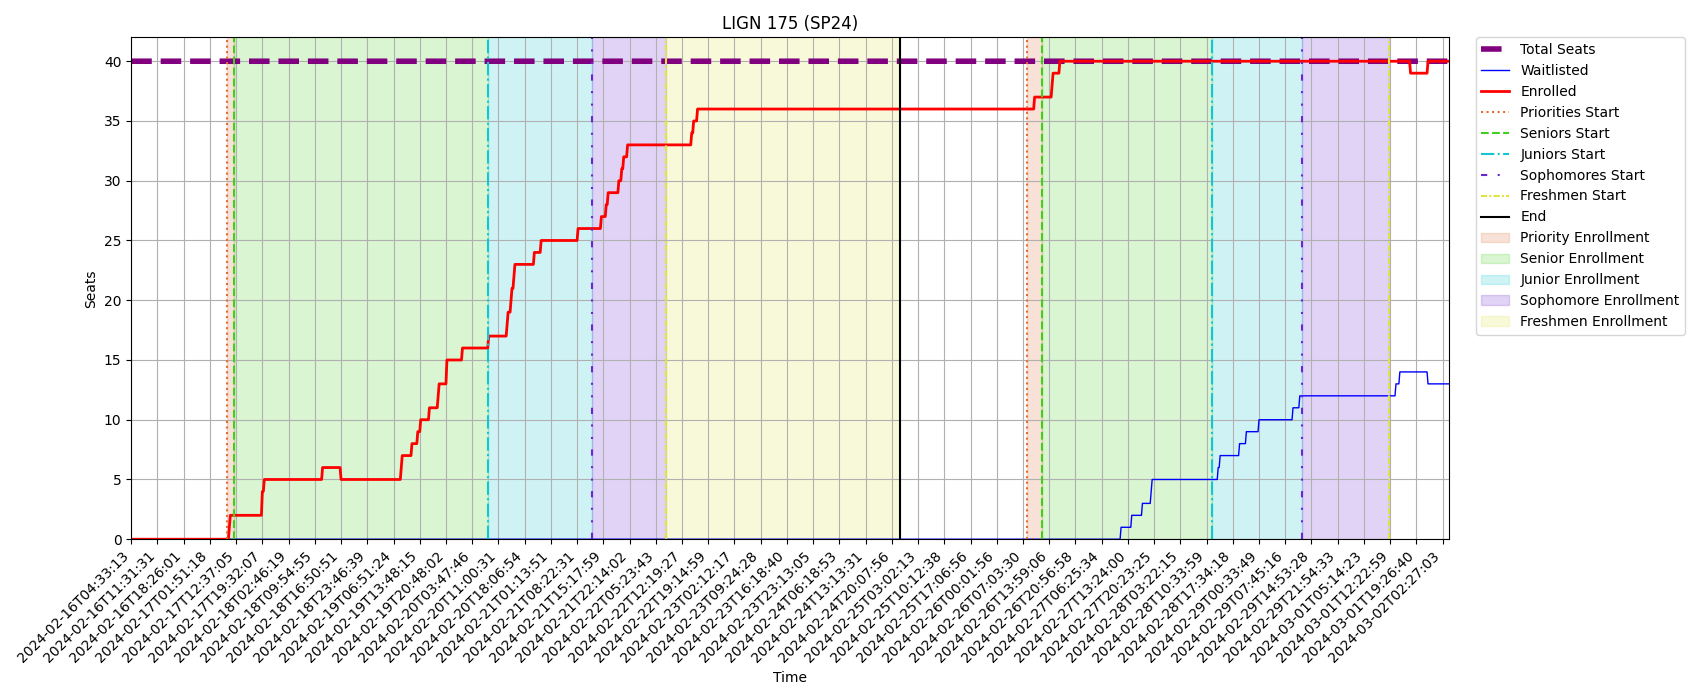 LIGN 175 (SP24)
Seats
40
35
30
25
20
15
10
5
0
2024-02-16T04:33:13
2024-02-16T11:31:31
2024-02-16T18:26:01
2024-02-17T01:51:18
2024-02-17T12:37:05
2024-02-17T19:32:07
2024-02-18T02:46:19
2024-02-18T09:54:55
2024-02-18T16:50:51
2024-02-18T23:46:39
2024-02-19T06:51:24
2024-02-19T13:48:15
2024-02-19T20:48:02
2024-02-20T03:47:46
2024-02-20T11:00:31
2024-02-20T18:06:54
2024-02-21T01:13:51
2024-02-21T08:22:31
2024-02-21T15:17:59
2024-02-21T22:14:02
2024-02-22T05:23:43
2024-02-22T12:19:27
2024-02-22T19:14:59
2024-02-23T02:12:17
2024-02-23T09:24:28
2024-02-23T16:18:40
2024-02-23T23:13:05
2024-02-24T06:18:53
2024-02-24T13:13:31
2024-02-24T20:07:56
2024-02-25T03:02:13
2024-02-25T10:12:38
2024-02-25T17:06:56
2024-02-26T00:01:56
2024-02-26T07:03:30
2024-02-26T13:59:06
2024-02-26T20:56:58
2024-02-27T06:25:34
2024-02-27T13:24:00
2024-02-27T20:23:25
2024-02-28T03:22:15
2024-02-28T10:33:59
2024-02-28T17:34:18
2024-02-29T00:33:49
2024-02-29T07:45:16
2024-02-29T14:53:28
2024-02-29T21:54:33
2024-03-01T05:14:23
2024-03-01T12:22:59
2024-03-01T19:26:40
2024-03-02T02:27:03
Time
Total Seats
Waitlisted
Enrolled
Priorities Start
Seniors Start
Juniors Start
Sophomores Start
Freshmen Start
End
Priority Enrollment
Senior Enrollment
Junior Enrollment
Sophomore Enrollment
Freshmen Enrollment